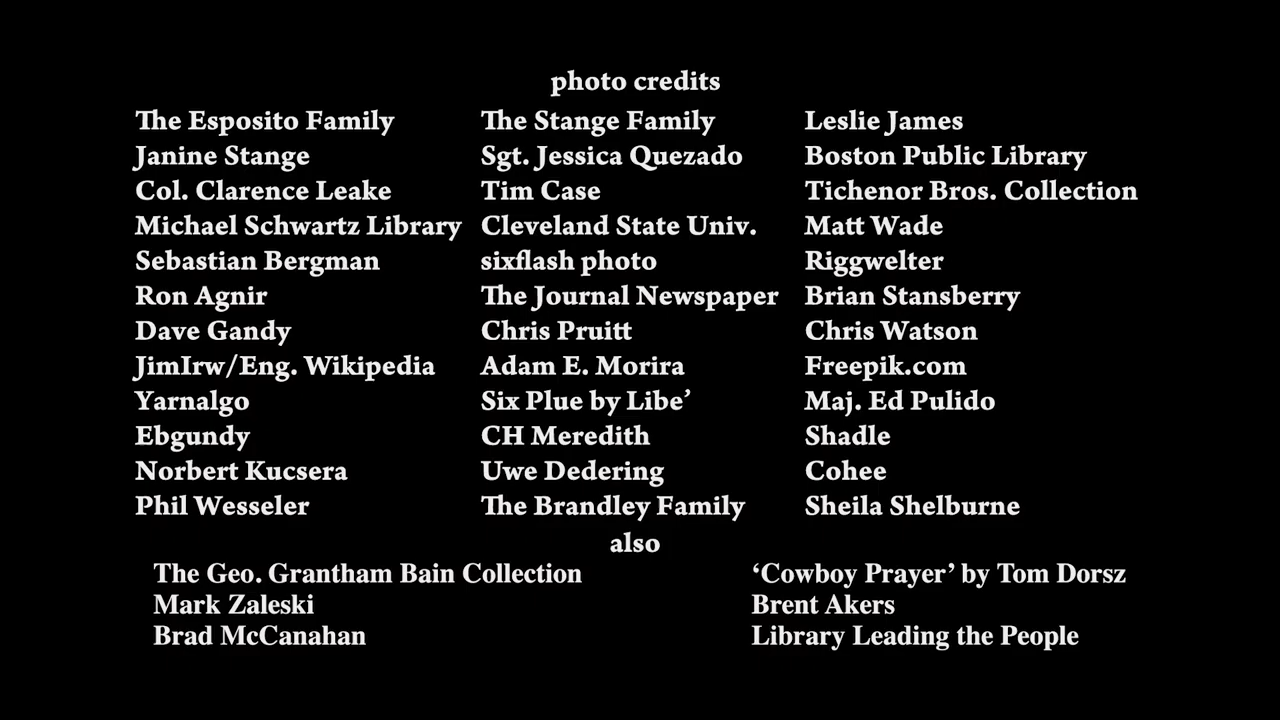 photo credits
The Esposito Family The Stange Family Leslie James
Janine Stange Sgt. Jessica Quezado Boston Public Library
Col. Clarence Leake Tim Case Tichenor Bros. Collection
Michael Schwartz Library Cleveland State Univ. Matt Wade
Sebastian Bergman sixflash photo Riggwelter
Ron Agnir The Journal Newspaper Brian Stansberry
Dave Gandy Chris Pruitt Chris Watson
JimIrw/Eng. Wikipedia Adam E. Morira Freepik.com
Yarnalgo Six Plue by Libe’ Maj. Ed Pulido
Ebgundy CH Meredith Shadle
Norbert Kucsera Uwe Dedering Cohee
Phil Wesseler The Brandley Family Sheila Shelburne
also
The Geo. Grantham Bain Collection ‘Cowboy Prayer’ by Tom Dorsz
Mark Zaleski Brent Akers
Brad McCanahan Library Leading the People